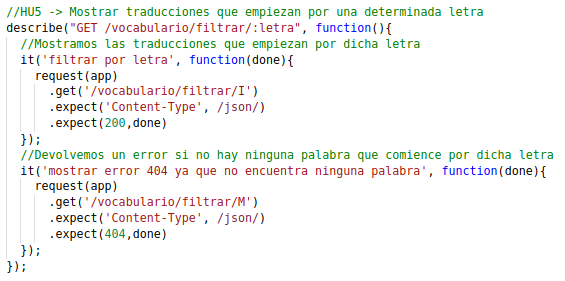 //HU5 -> Mostrar traducciones que empiezan por una determinada letra
describe("GET /vocabulario/filtrar/:letra", function(){
  //Mostramos las traducciones que empiezan por dicha letra
  it('filtrar por letra', function(done){
    request(app)
      .get('/vocabulario/filtrar/I')
      .expect('Content-Type', /json/)
      .expect(200,done)
  });
  //Devolvemos un error si no hay ninguna palabra que comience por dicha letra
  it('mostrar error 404 ya que no encuentra ninguna palabra', function(done){
    request(app)
      .get('/vocabulario/filtrar/M')
      .expect('Content-Type', /json/)
      .expect(404,done)
  });
});